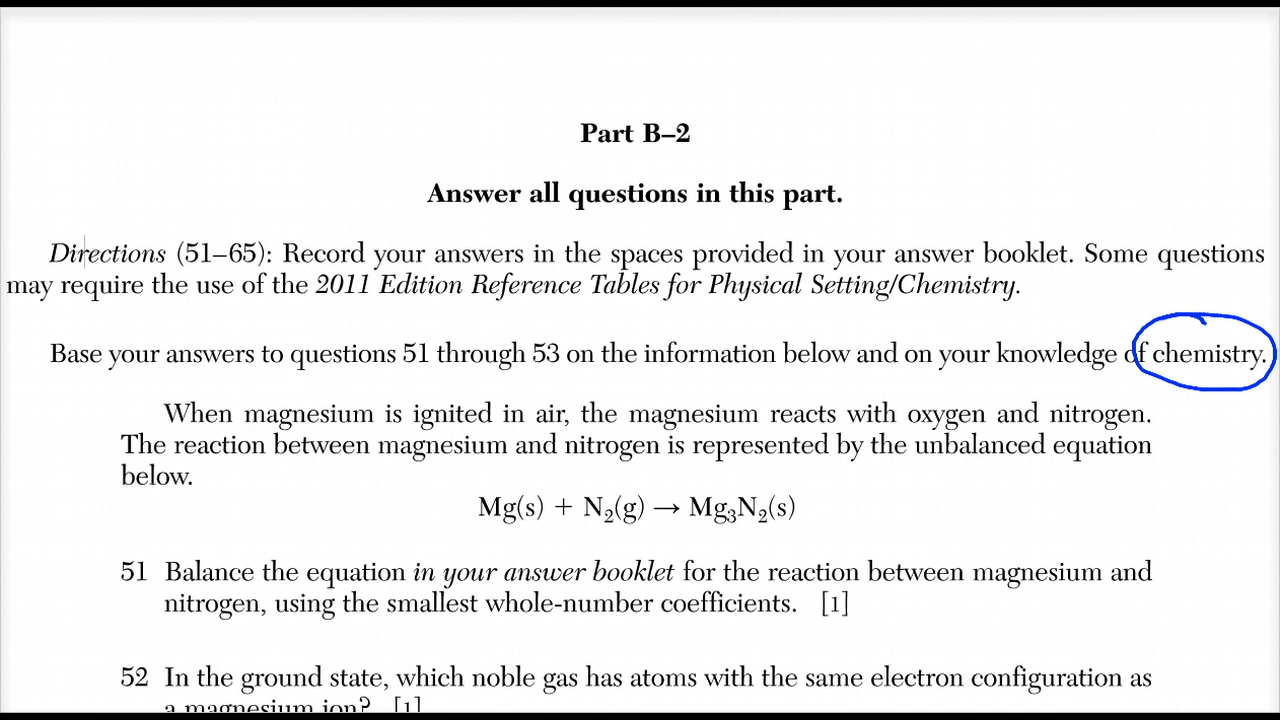 Part B–2
Answer all questions in this part.
Directions (51–65): Record your answers in the spaces provided in your answer booklet. Some questions
may require the use of the 2011 Edition Reference Tables for Physical Setting/Chemistry.
Base your answers to questions 51 through 53 on the information below and on your knowledge of chemistry.
When magnesium is ignited in air, the magnesium reacts with oxygen and nitrogen.
The reaction between magnesium and nitrogen is represented by the unbalanced equation
below.
Mg(s) + N₂(g) → Mg₃N₂(s)
51 Balance the equation in your answer booklet for the reaction between magnesium and
nitrogen, using the smallest whole-number coefficients. [1]
52 In the ground state, which noble gas has atoms with the same electron configuration as
a magnesium ion? [1]